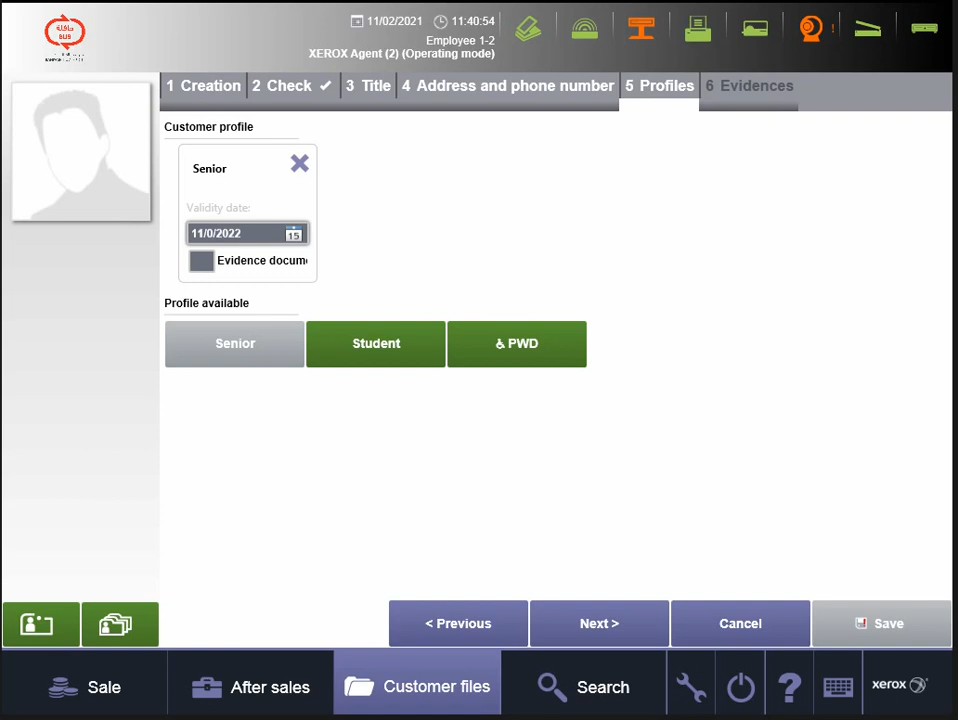 حافلة
BUS
11/02/2021 11:40:54
Employee 1-2
XEROX Agent (2) (Operating mode)
1 Creation 2 Check 3 Title 4 Address and phone number 5 Profiles 6 Evidences
Customer profile
Senior
Validity date:
11/0/2022 15
Evidence docum
Profile available
Senior Student PWD
< Previous Next > Cancel Save
Sale After sales Customer files Search ? xerox